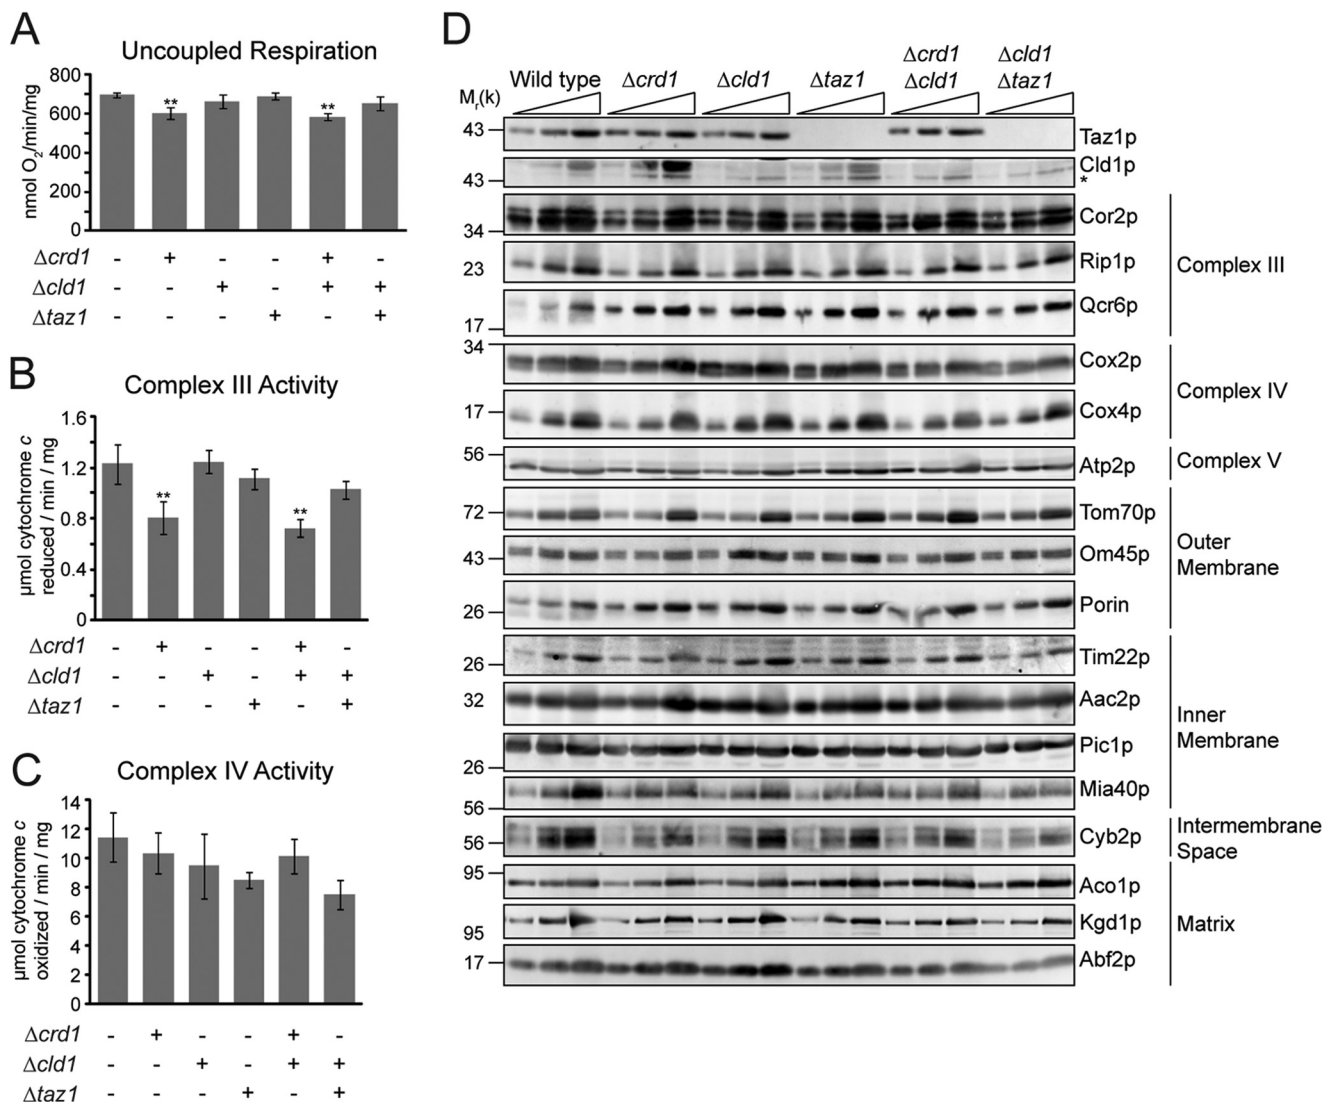 A
Uncoupled Respiration
nmol O2/min/mg
800
600
400
200
0
Δcrd1 - + - - + -
Δcld1 - - + - + +
Δtaz1 - - - + - +
B
Complex III Activity
µmol cytochrome c
reduced / min / mg
1.6
1.2
0.8
0.4
0
** **
Δcrd1 - + - - + -
Δcld1 - - + - + +
Δtaz1 - - - + - +
C
Complex IV Activity
µmol cytochrome c
oxidized / min / mg
14
12
10
8
6
4
2
0
Δcrd1 - + - - + -
Δcld1 - - + - + +
Δtaz1 - - - + - +
D
Δcrd1 Δcld1
Wild type Δcrd1 Δcld1 Δtaz1 Δcld1 Δtaz1
Mr(k)
43 Taz1p
Cld1p
43 *
Cor2p
34
23 Rip1p
Qcr6p
17
Complex III
34
Cox2p
17 Cox4p
Complex IV
56
Atp2p
Complex V
72 Tom70p
43 Om45p
26 Porin
Outer
Membrane
26 Tim22p
32 Aac2p
Pic1p
26
Mia40p
56
Inner
Membrane
56 Cyb2p
Intermembrane
Space
95
Aco1p
Kgd1p
95
17 Abf2p
Matrix